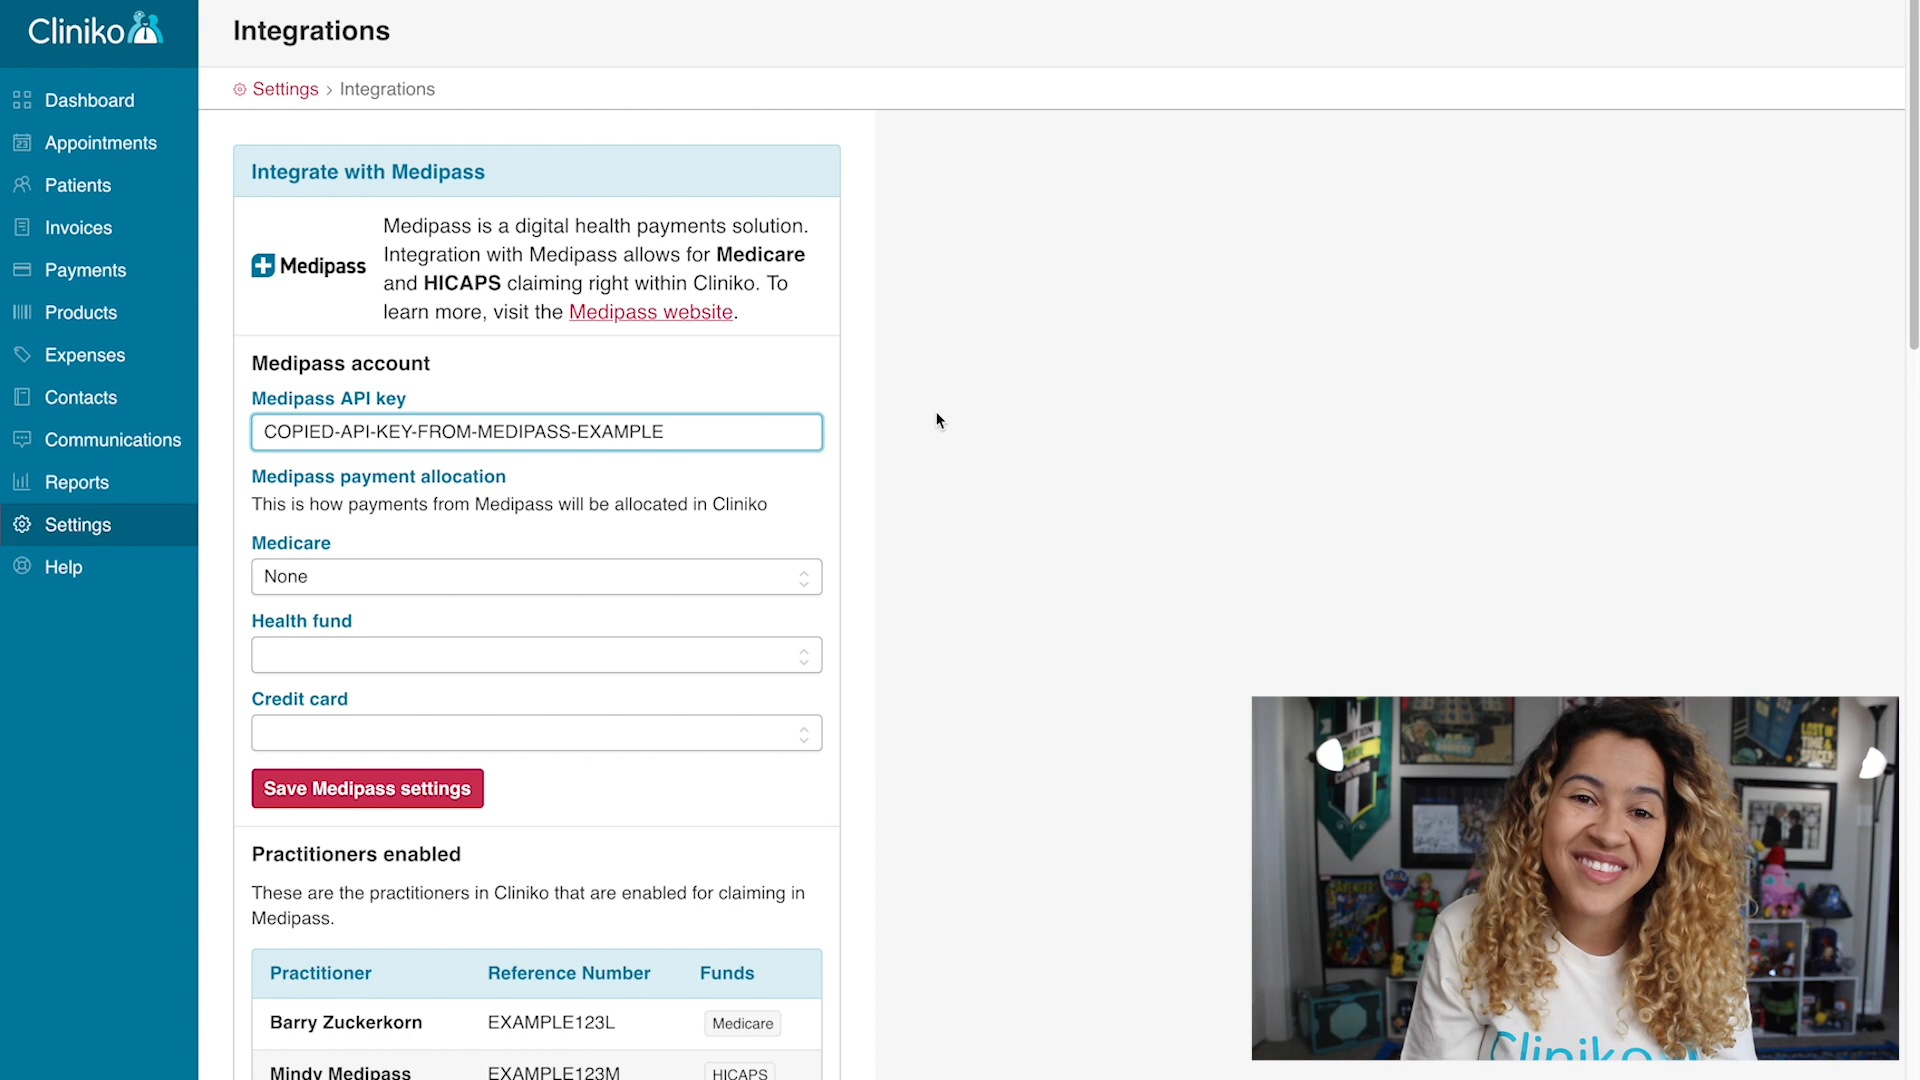 Cliniko
Integrations
Settings › Integrations
Dashboard
Appointments
Patients
Invoices
Payments
Products
Expenses
Contacts
Communications
Reports
Settings
Help
Integrate with Medipass
Medipass
Medipass is a digital health payments solution.
Integration with Medipass allows for Medicare
and HICAPS claiming right within Cliniko. To
learn more, visit the Medipass website.
Medipass account
Medipass API key
COPIED-API-KEY-FROM-MEDIPASS-EXAMPLE
Medipass payment allocation
This is how payments from Medipass will be allocated in Cliniko
Medicare
None
Health fund
Credit card
Save Medipass settings
Practitioners enabled
These are the practitioners in Cliniko that are enabled for claiming in
Medipass.
Practitioner Reference Number Funds
Barry Zuckerkorn EXAMPLE123L Medicare
Mindy Medipass EXAMPLE123M HICAPS
Cliniko